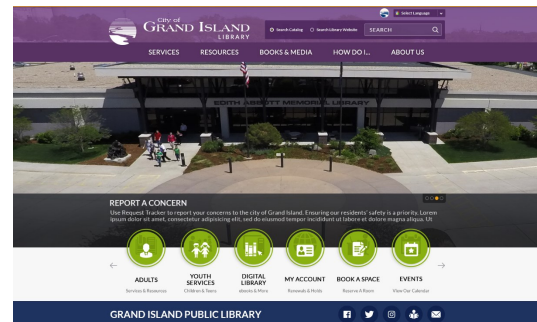 City of
GRAND ISLAND
LIBRARY
Select Language
Search Catalog Search Library Website SEARCH
SERVICES RESOURCES BOOKS & MEDIA HOW DO I... ABOUT US
EDITH ABBOTT MEMORIAL LIBRARY
REPORT A CONCERN
Use Request Tracker to report your concerns to the city of Grand Island. Ensuring our residents' safety is a priority. Lorem
ipsum dolor sit amet, consectetur adipisicing elit, sed do eiusmod tempor incididunt ut labore et dolore magna aliqua. Ut
ADULTS
Services & Resources
YOUTH
SERVICES
Children & Teens
DIGITAL
LIBRARY
ebooks & More
MY ACCOUNT
Renewals & Holds
BOOK A SPACE
Reserve A Room
EVENTS
View Our Calendar
GRAND ISLAND PUBLIC LIBRARY